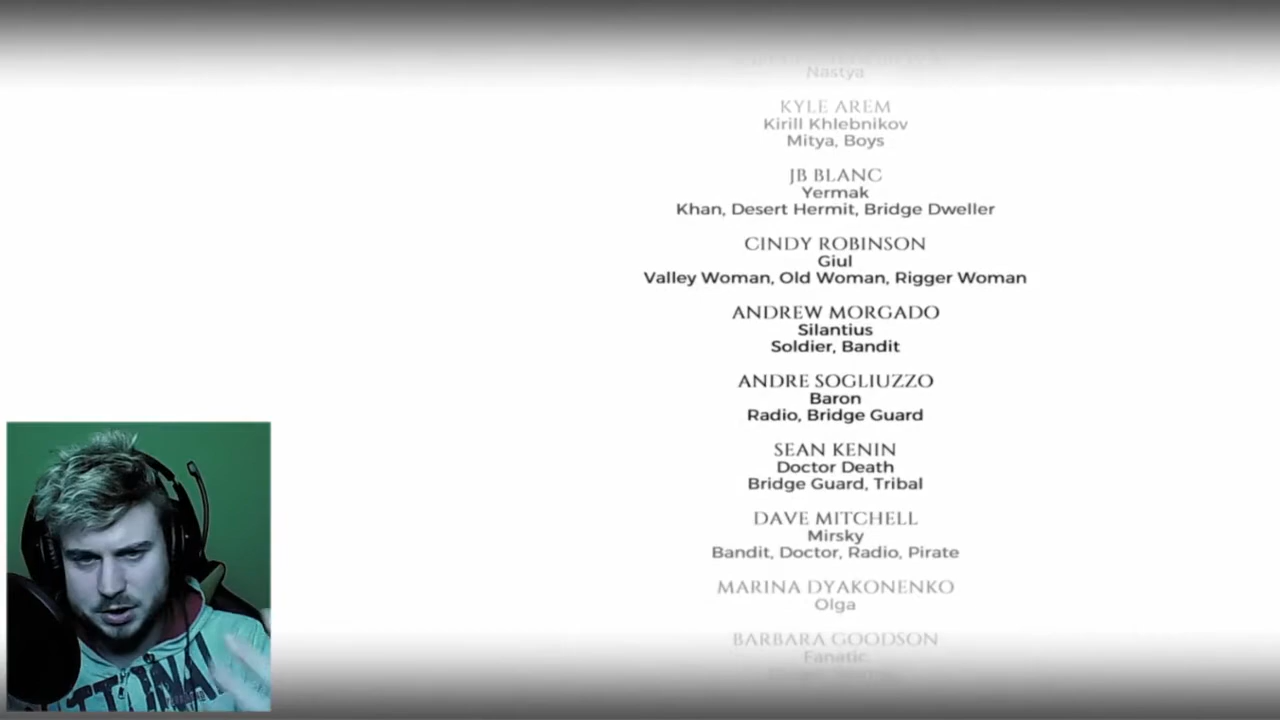 Nastya
KYLE AREM
Kirill Khlebnikov
Mitya, Boys
JB BLANC
Yermak
Khan, Desert Hermit, Bridge Dweller
CINDY ROBINSON
Giul
Valley Woman, Old Woman, Rigger Woman
ANDREW MORGADO
Silantius
Soldier, Bandit
ANDRE SOGLIUZZO
Baron
Radio, Bridge Guard
SEAN KENIN
Doctor Death
Bridge Guard, Tribal
DAVE MITCHELL
Mirsky
Bandit, Doctor, Radio, Pirate
MARINA DYAKONENKO
Olga
BARBARA GOODSON
Fanatic